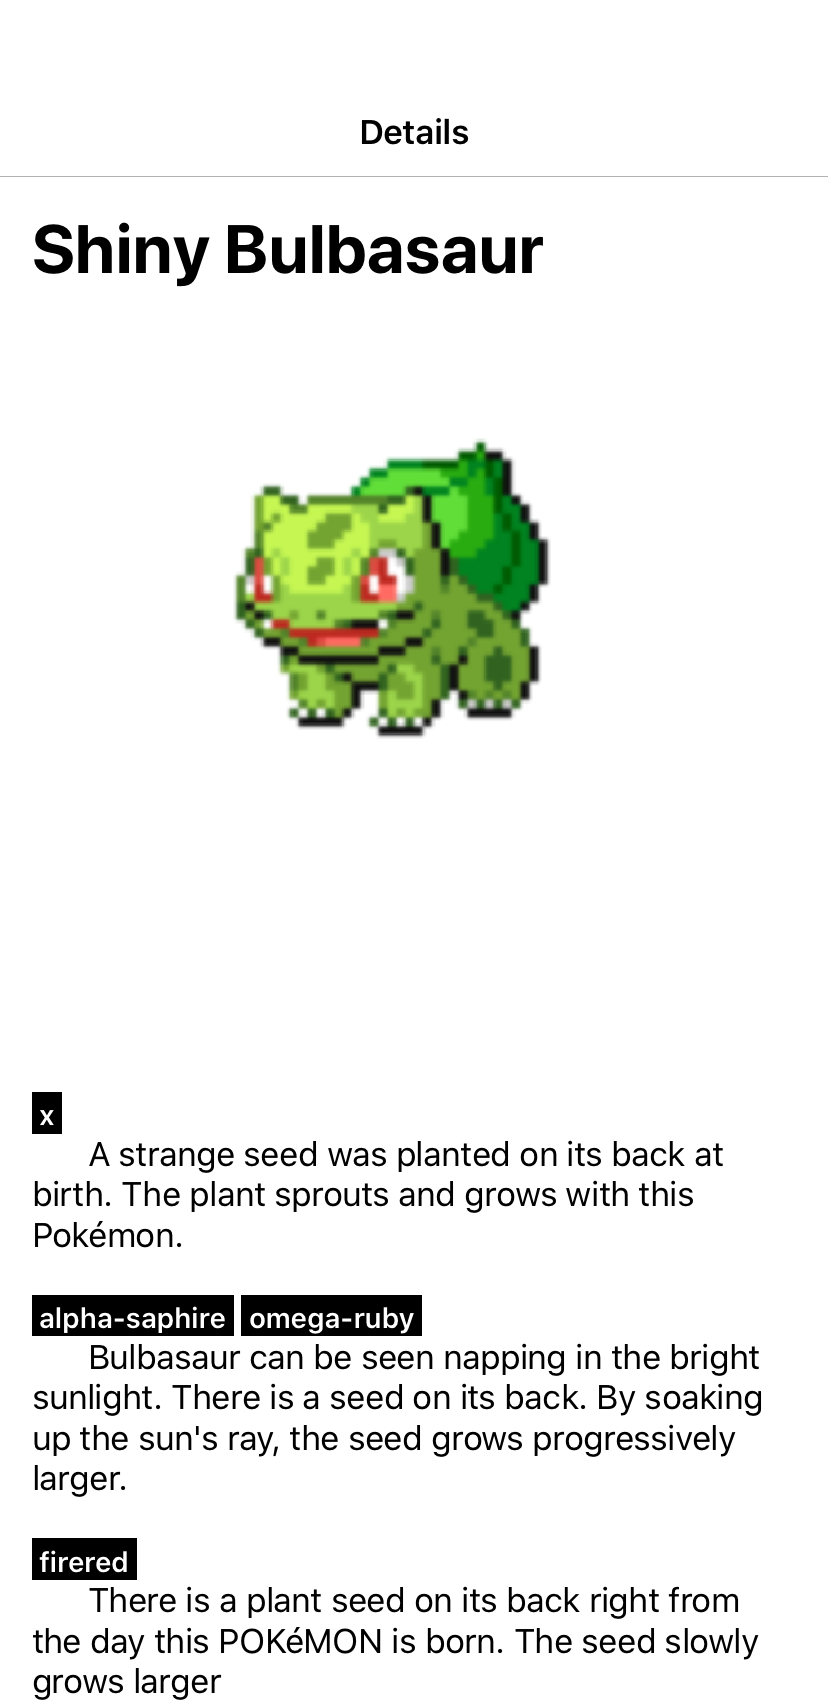 Details
Shiny Bulbasaur
x
A strange seed was planted on its back at
birth. The plant sprouts and grows with this
Pokémon.
alpha-saphire omega-ruby
Bulbasaur can be seen napping in the bright
sunlight. There is a seed on its back. By soaking
up the sun's ray, the seed grows progressively
larger.
firered
There is a plant seed on its back right from
the day this POKéMON is born. The seed slowly
grows larger